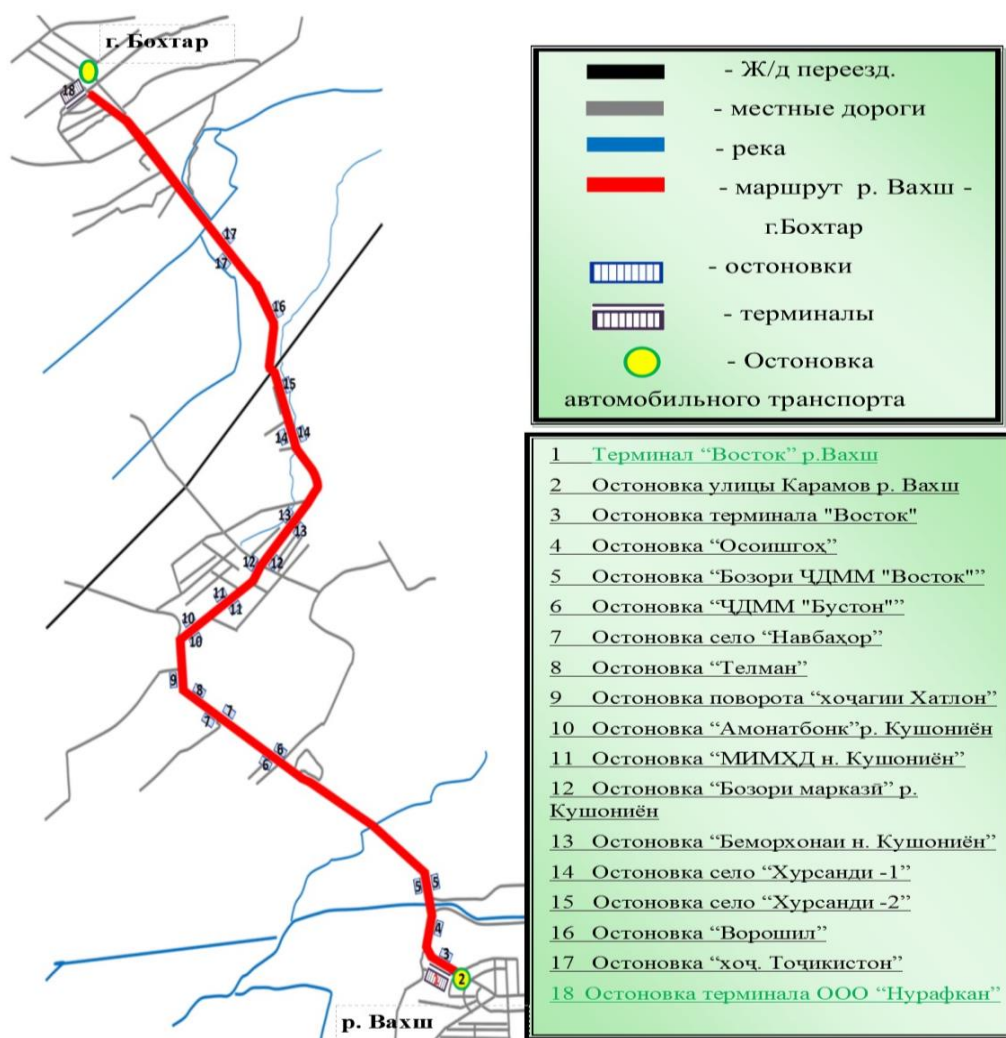 г. Бохтар
18
17
17
16
15
14
14
13
13
12
12
11
11
10
10
9
8
7
7
6
6
5
5
4
3
2
р. Вахш
- Ж/д переезд.
- местные дороги
- река
- маршрут р. Вахш -
г.Бохтар
- остоновки
- терминалы
- Остоновка
автомобильного транспорта
1 Терминал “Восток” р.Вахш
2 Остоновка улицы Карамов р. Вахш
3 Остоновка терминала "Восток"
4 Остоновка “Осоишгоҳ”
5 Остоновка “Бозори ҶДММ "Восток"”
6 Остоновка “ҶДММ "Бустон"”
7 Остоновка село “Навбаҳор”
8 Остоновка “Телман”
9 Остоновка поворота “хоҷагии Хатлон”
10 Остоновка “Амонатбонк”р. Кушониён
11 Остоновка “МИМҲД н. Кушониён”
12 Остоновка “Бозори марказӣ” р.
Кушониён
13 Остоновка “Беморхонаи н. Кушониён”
14 Остоновка село “Хурсанди -1”
15 Остоновка село “Хурсанди -2”
16 Остоновка “Ворошил”
17 Остоновка “хоҷ. Тоҷикистон”
18 Остоновка терминала ООО “Нурафкан”